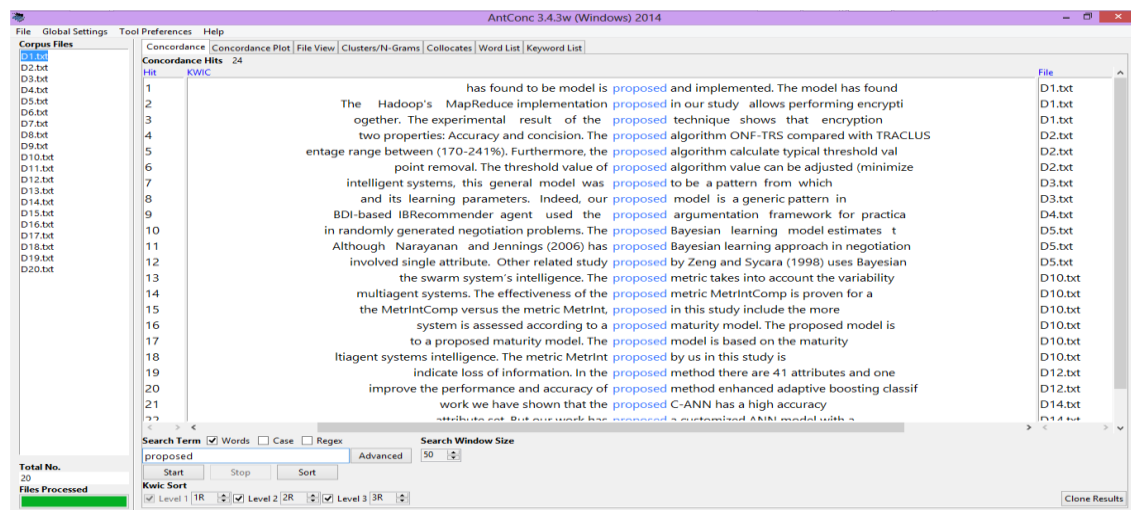 AntConc 3.4.3w (Windows) 2014
File Global Settings Tool Preferences Help
Corpus Files
D1.txt
D2.txt
D3.txt
D4.txt
D5.txt
D6.txt
D7.txt
D8.txt
D9.txt
D10.txt
D11.txt
D12.txt
D13.txt
D14.txt
D15.txt
D16.txt
D17.txt
D18.txt
D19.txt
D20.txt
Total No.
20
Files Processed
Concordance Concordance Plot File View Clusters/N-Grams Collocates Word List Keyword List
Concordance Hits 24
Hit KWIC File
1 has found to be model is proposed and implemented. The model has found D1.txt
2 The Hadoop's MapReduce implementation proposed in our study allows performing encrypti D1.txt
3 ogether. The experimental result of the proposed technique shows that encryption D1.txt
4 two properties: Accuracy and concision. The proposed algorithm ONF-TRS compared with TRACLUS D2.txt
5 entage range between (170-241%). Furthermore, the proposed algorithm calculate typical threshold val D2.txt
6 point removal. The threshold value of proposed algorithm value can be adjusted (minimize D2.txt
7 intelligent systems, this general model was proposed to be a pattern from which D3.txt
8 and its learning parameters. Indeed, our proposed model is a generic pattern in D3.txt
9 BDI-based IBRecommender agent used the proposed argumentation framework for practica D4.txt
10 in randomly generated negotiation problems. The proposed Bayesian learning model estimates t D5.txt
11 Although Narayanan and Jennings (2006) has proposed Bayesian learning approach in negotiation D5.txt
12 involved single attribute. Other related study proposed by Zeng and Sycara (1998) uses Bayesian D5.txt
13 the swarm system's intelligence. The proposed metric takes into account the variability D10.txt
14 multiagent systems. The effectiveness of the proposed metric MetrIntComp is proven for a D10.txt
15 the MetrIntComp versus the metric MetrInt, proposed in this study include the more D10.txt
16 system is assessed according to a proposed maturity model. The proposed model is D10.txt
17 to a proposed maturity model. The proposed model is based on the maturity D10.txt
18 ltiagent systems intelligence. The metric MetrInt proposed by us in this study is D10.txt
19 indicate loss of information. In the proposed method there are 41 attributes and one D12.txt
20 improve the performance and accuracy of proposed method enhanced adaptive boosting classif D12.txt
21 work we have shown that the proposed C-ANN has a high accuracy D14.txt
22 attribute set. But our work has proposed a customized ANN model with a D14.txt
Search Term Words Case Regex Search Window Size
proposed Advanced 50
Start Stop Sort
Kwic Sort
Level 1 1R Level 2 2R Level 3 3R Clone Results